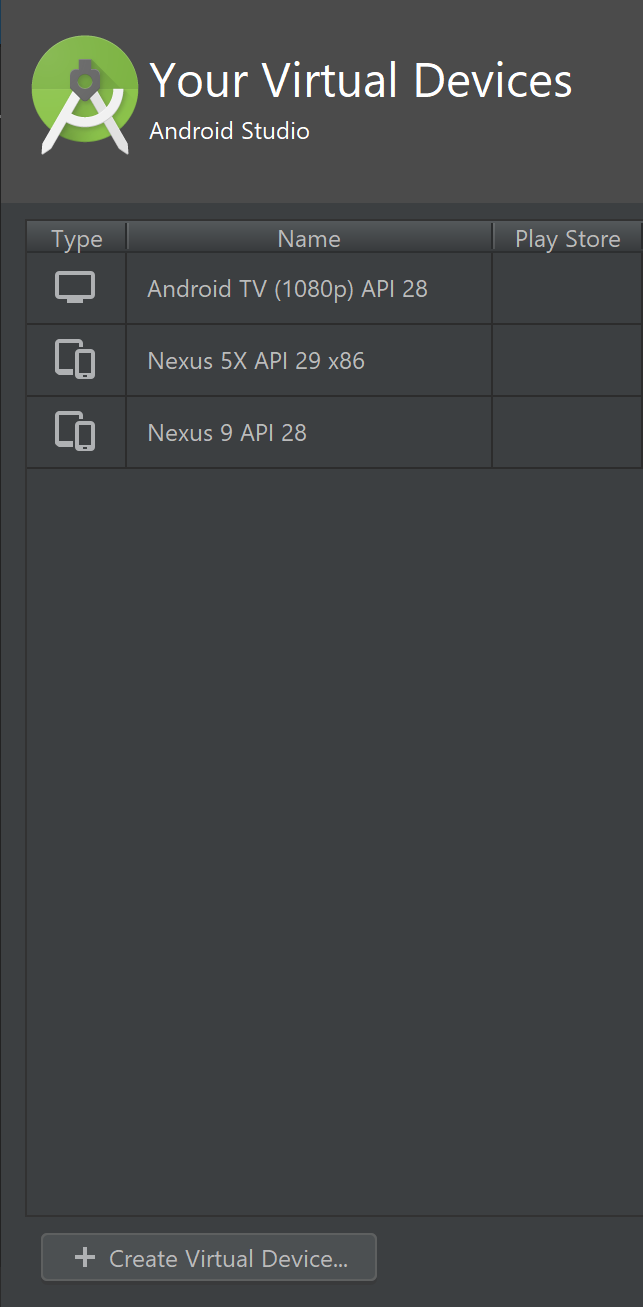 Your Virtual Devices
Android Studio
Type Name Play Store
Android TV (1080p) API 28
Nexus 5X API 29 x86
Nexus 9 API 28
Create Virtual Device...